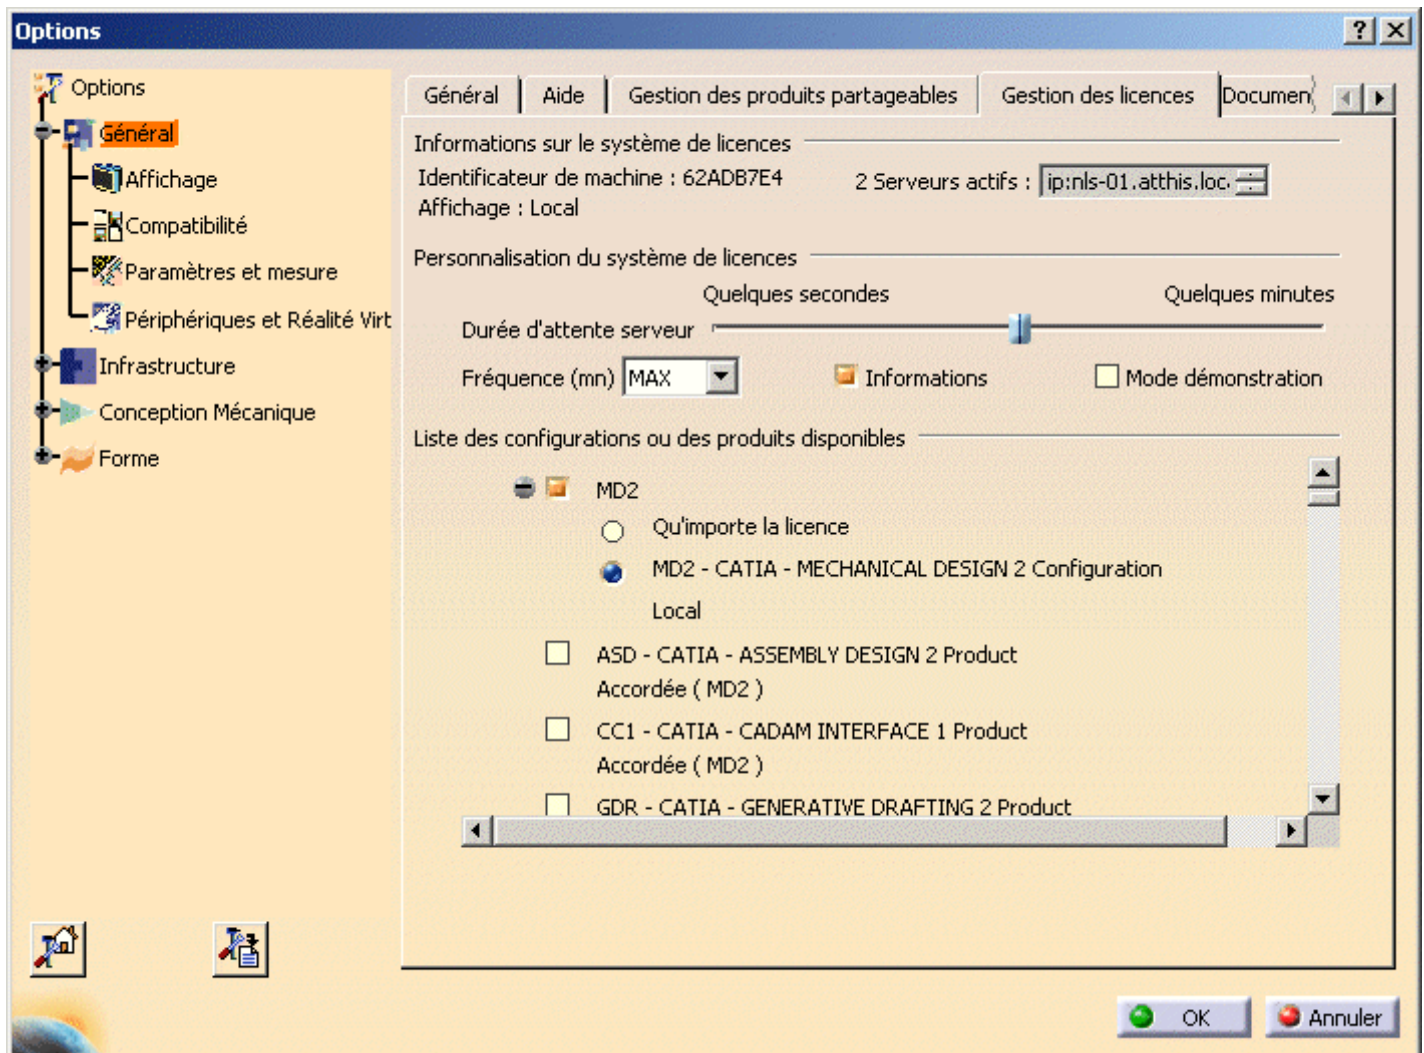 Options
Options
Général
Affichage
Compatibilité
Paramètres et mesure
Périphériques et Réalité Virt
Infrastructure
Conception Mécanique
Forme
Général Aide Gestion des produits partageables Gestion des licences Documen
Informations sur le système de licences
Identificateur de machine : 62ADB7E4 2 Serveurs actifs : ip:nls-01.atthis.loc.
Affichage : Local
Personnalisation du système de licences
Quelques secondes Quelques minutes
Durée d'attente serveur
Fréquence (mn) MAX Informations Mode démonstration
Liste des configurations ou des produits disponibles
MD2
Qu'importe la licence
MD2 - CATIA - MECHANICAL DESIGN 2 Configuration
Local
ASD - CATIA - ASSEMBLY DESIGN 2 Product
Accordée ( MD2 )
CC1 - CATIA - CADAM INTERFACE 1 Product
Accordée ( MD2 )
GDR - CATIA - GENERATIVE DRAFTING 2 Product
OK Annuler